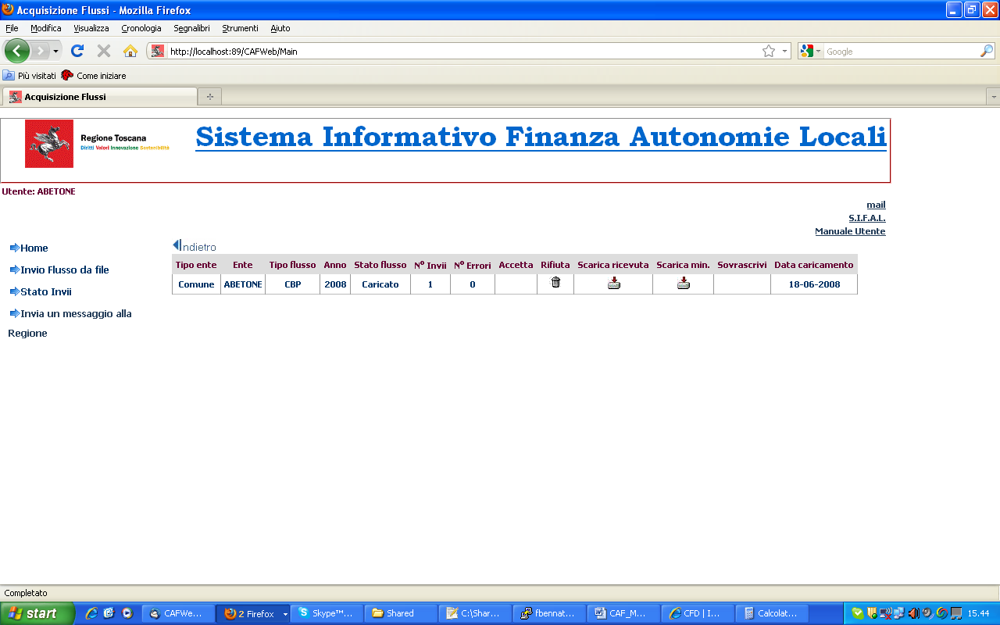 Acquisizione Flussi - Mozilla Firefox
File Modifica Visualizza Cronologia Segnalibri Strumenti Aiuto
http://localhost:89/CAFWeb/Main
Google
Più visitati Come iniziare
Acquisizione Flussi
Regione Toscana
Diritti Valori Innovazione Sostenibilità
Sistema Informativo Finanza Autonomie Locali
Utente: ABETONE
mail
S.I.F.A.L.
Manuale Utente
Home
Invio Flusso da file
Stato Invii
Invia un messaggio alla
Regione
Indietro
Tipo ente Ente Tipo flusso Anno Stato flusso N° Invii N° Errori Accetta Rifiuta Scarica ricevuta Scarica min. Sovrascrivi Data caricamento
Comune ABETONE CBP 2008 Caricato 1 0 18-06-2008
Completato
start CAFWe... 2 Firefox Skype™... Shared C:\Shar... fbennat... CAF_M... CFD | I... Calcolat... 15.44